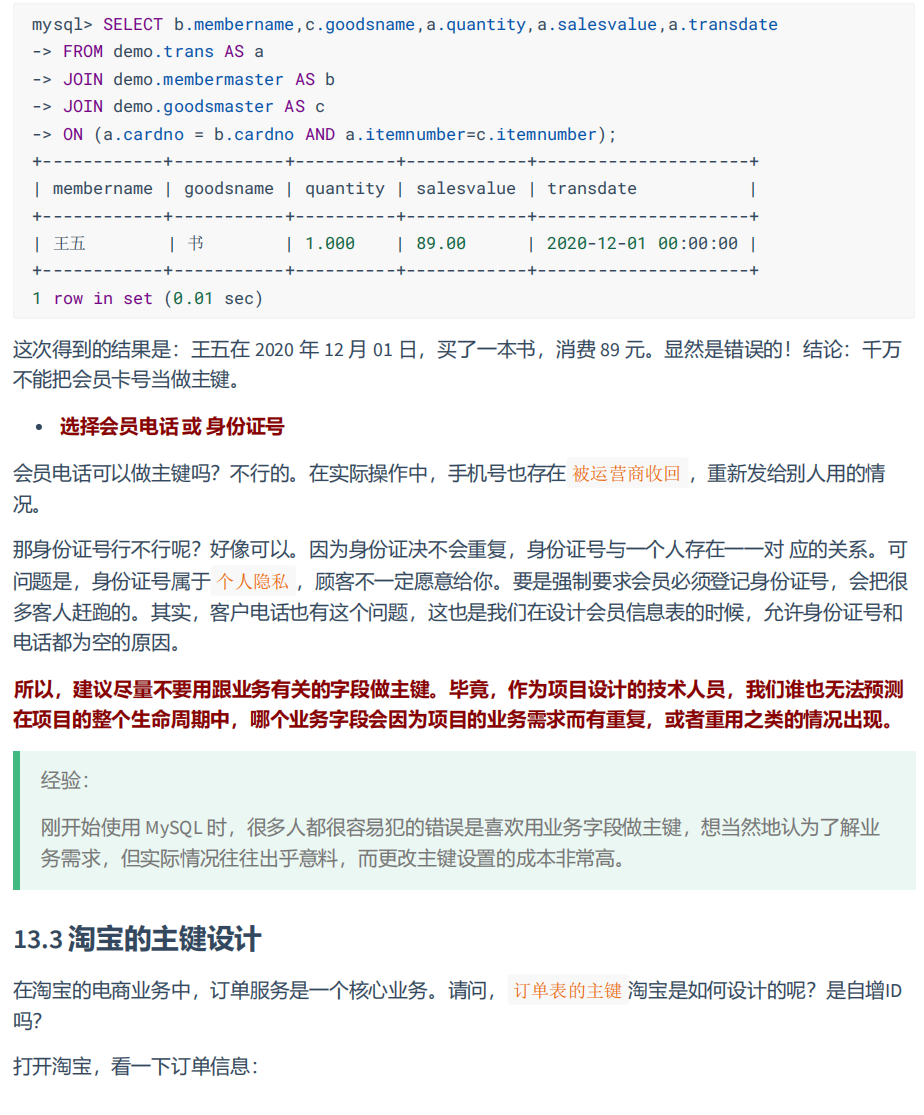 mysql> SELECT b.membername,c.goodsname,a.quantity,a.salesvalue,a.transdate
-> FROM demo.trans AS a
-> JOIN demo.membermaster AS b
-> JOIN demo.goodsmaster AS c
-> ON (a.cardno = b.cardno AND a.itemnumber=c.itemnumber);
+------------+-----------+----------+------------+---------------------+
| membername | goodsname | quantity | salesvalue | transdate           |
+------------+-----------+----------+------------+---------------------+
| 王五        | 书        | 1.000    | 89.00      | 2020-12-01 00:00:00 |
+------------+-----------+----------+------------+---------------------+
1 row in set (0.01 sec)
这次得到的结果是：王五在 2020 年 12 月 01 日，买了一本书，消费 89 元。显然是错误的！结论：千万
不能把会员卡号当做主键。
• 选择会员电话 或 身份证号
会员电话可以做主键吗？不行的。在实际操作中，手机号也存在 被运营商收回 ，重新发给别人用的情
况。
那身份证号行不行呢？好像可以。因为身份证决不会重复，身份证号与一个人存在一一对 应的关系。可
问题是，身份证号属于 个人隐私 ，顾客不一定愿意给你。要是强制要求会员必须登记身份证号，会把很
多客人赶跑的。其实，客户电话也有这个问题，这也是我们在设计会员信息表的时候，允许身份证号和
电话都为空的原因。
所以，建议尽量不要用跟业务有关的字段做主键。毕竟，作为项目设计的技术人员，我们谁也无法预测
在项目的整个生命周期中，哪个业务字段会因为项目的业务需求而有重复，或者重用之类的情况出现。
经验：
刚开始使用 MySQL 时，很多人都很容易犯的错误是喜欢用业务字段做主键，想当然地认为了解业
务需求，但实际情况往往出乎意料，而更改主键设置的成本非常高。
13.3 淘宝的主键设计
在淘宝的电商业务中，订单服务是一个核心业务。请问， 订单表的主键 淘宝是如何设计的呢？是自增ID
吗？
打开淘宝，看一下订单信息：